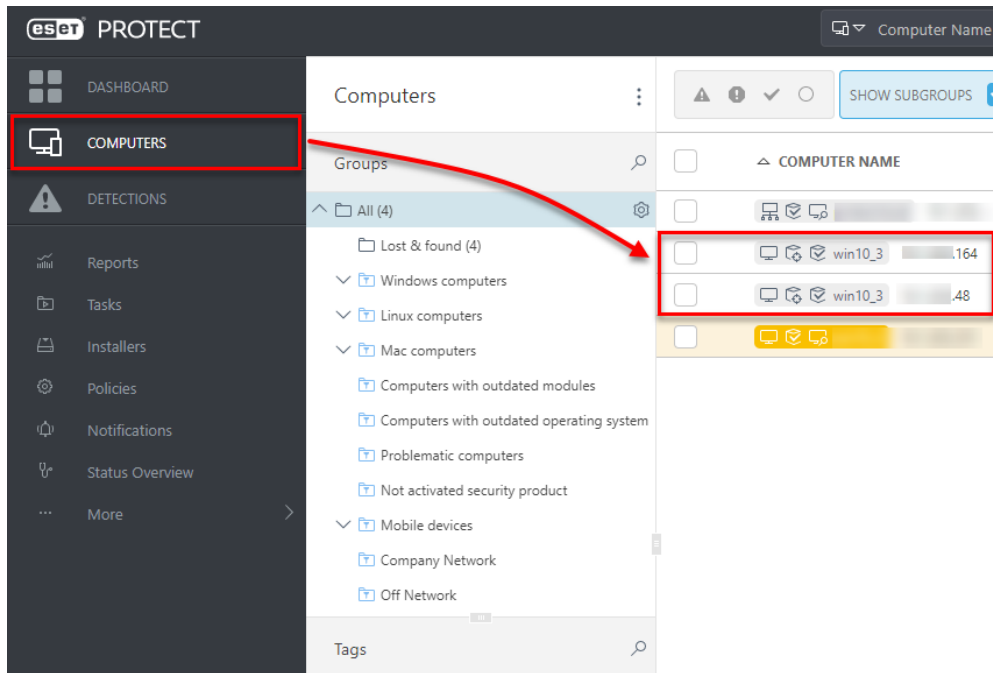 eset PROTECT
Computer Name
DASHBOARD
COMPUTERS
DETECTIONS
Reports
Tasks
Installers
Policies
Notifications
Status Overview
More
Computers
Groups
All (4)
Lost & found (4)
Windows computers
Linux computers
Mac computers
Computers with outdated modules
Computers with outdated operating system
Problematic computers
Not activated security product
Mobile devices
Company Network
Off Network
Tags
SHOW SUBGROUPS
COMPUTER NAME
win10_3 .164
win10_3 .48